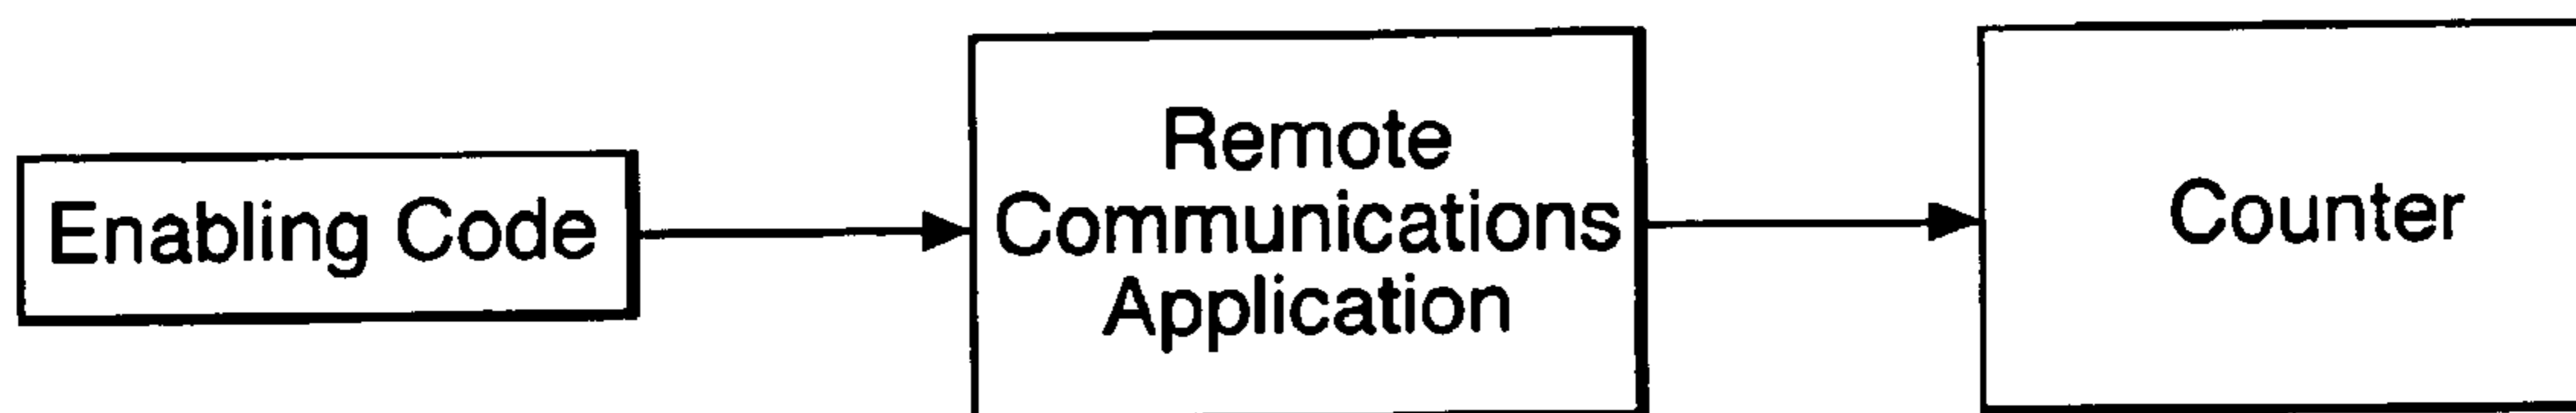 Enabling Code
Remote
Communications
Application
Counter